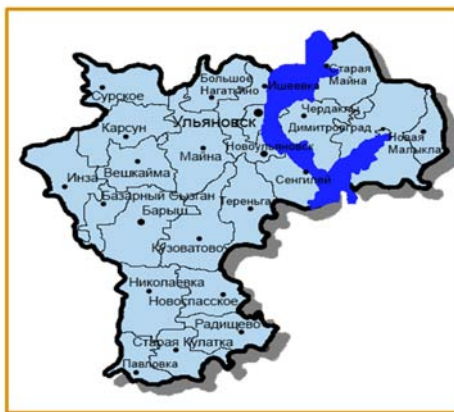 Старая
Майна
Большое
Нагаткино
Ишеевка
Сурское
Чердаклы
Ульяновск
Карсун
Димитровград
Новая
Малыкла
Майна
Новоульяновск
Вешкайма
Инза
Сенгилей
Базарный Сызган
Тереньга
Барыш
Кузоватово
Николаевка
Новоспасское
Радищево
Старая Кулатка
Павловка